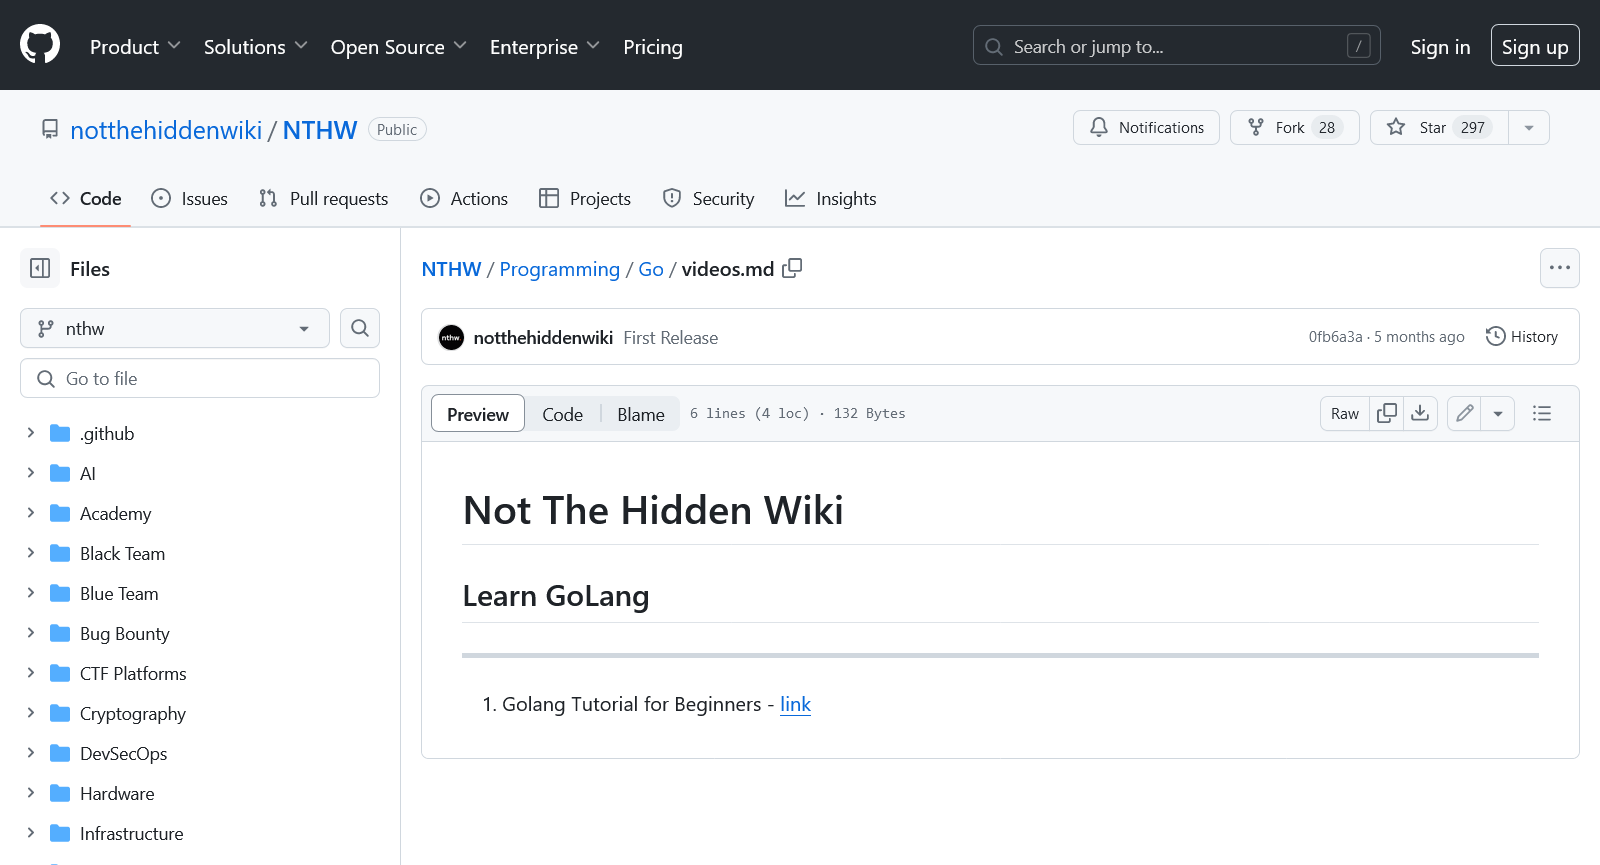 Product Solutions Open Source Enterprise Pricing Search or jump to... / Sign in Sign up
notthehiddenwiki / NTHW Public Notifications Fork 28 Star 297
Code Issues Pull requests Actions Projects Security Insights
Files
nthw
Go to file
.github
AI
Academy
Black Team
Blue Team
Bug Bounty
CTF Platforms
Cryptography
DevSecOps
Hardware
Infrastructure
NTHW / Programming / Go / videos.md
nthw notthehiddenwiki First Release 0fb6a3a · 5 months ago History
Preview Code Blame 6 lines (4 loc) · 132 Bytes Raw
Not The Hidden Wiki
Learn GoLang
1. Golang Tutorial for Beginners - link